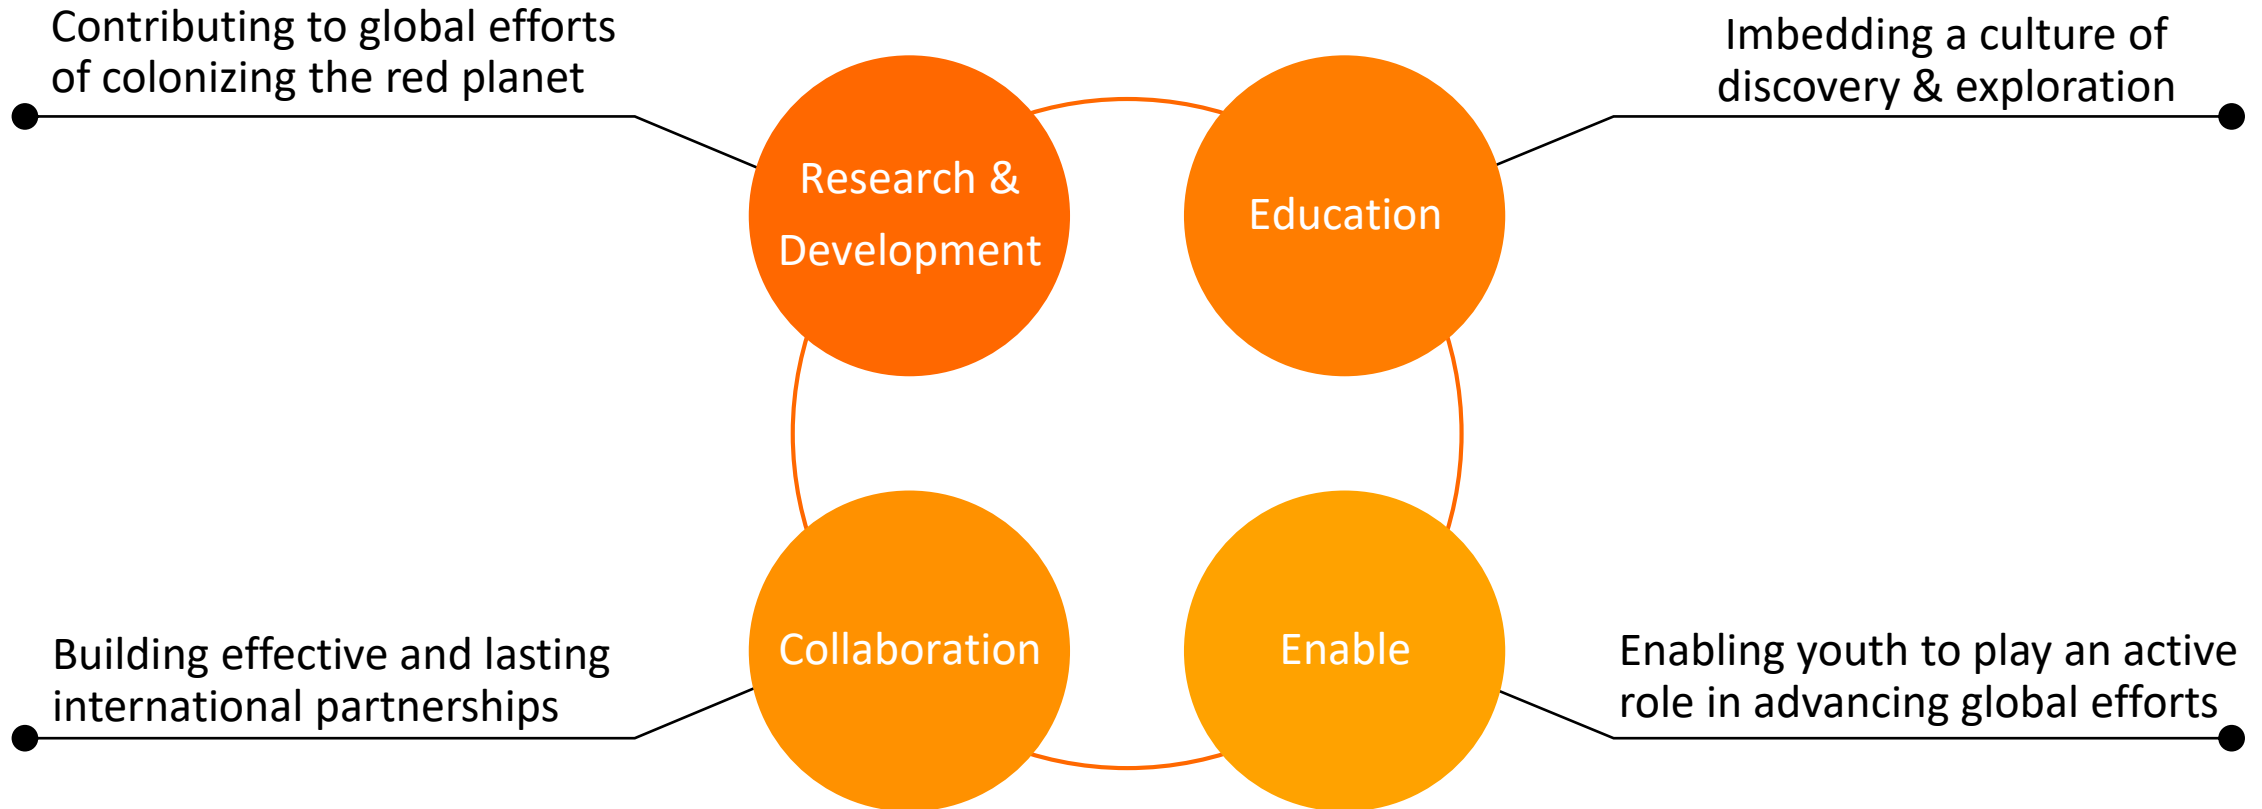 Contributing to global efforts
of colonizing the red planet
Imbedding a culture of
discovery & exploration
Research &
Development
Education
Collaboration
Enable
Building effective and lasting
international partnerships
Enabling youth to play an active
role in advancing global efforts